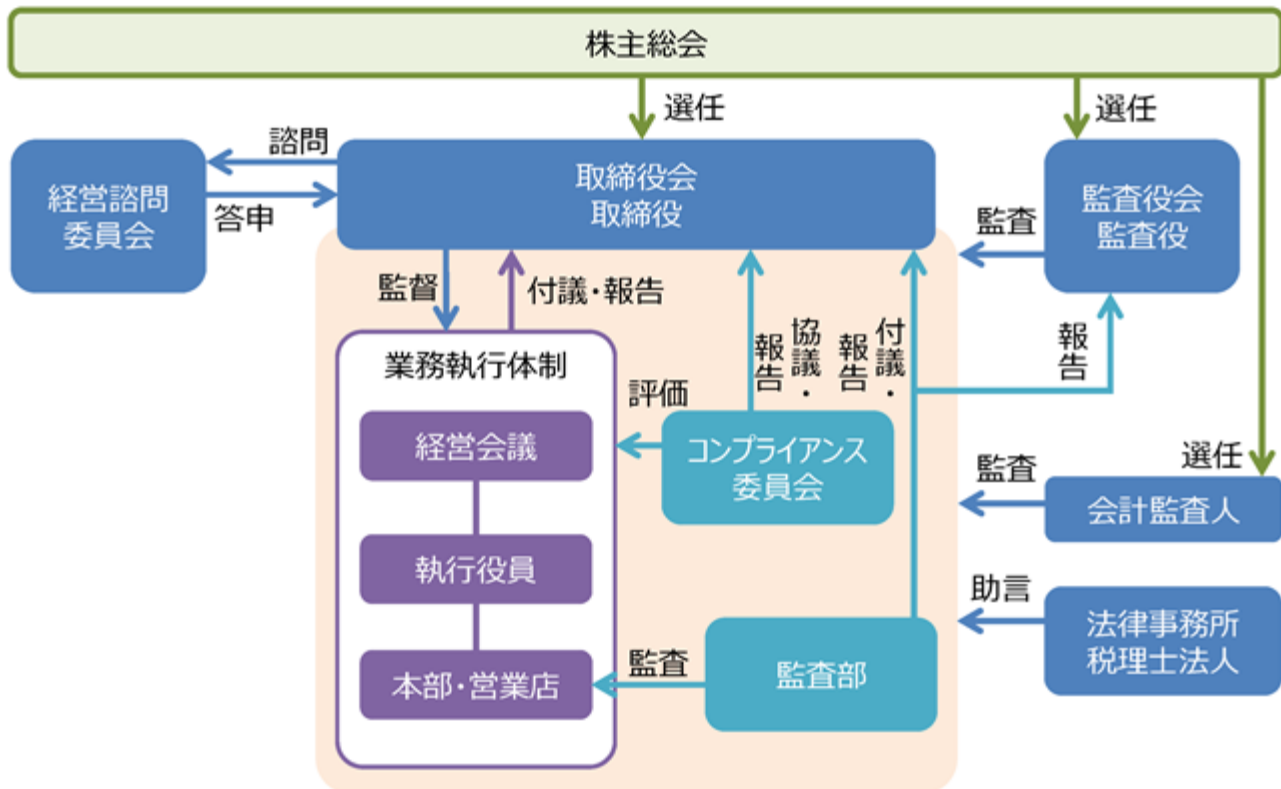 株主総会
選任
選任
諮問
経営諮問
委員会
答申
取締役会
取締役
監査役会
監査役
監査
監督
付議・報告
協議・
報告
付議・
報告
報告
業務執行体制
評価
経営会議
コンプライアンス
委員会
選任
監査
会計監査人
執行役員
助言
法律事務所
税理士法人
本部・営業店
監査
監査部